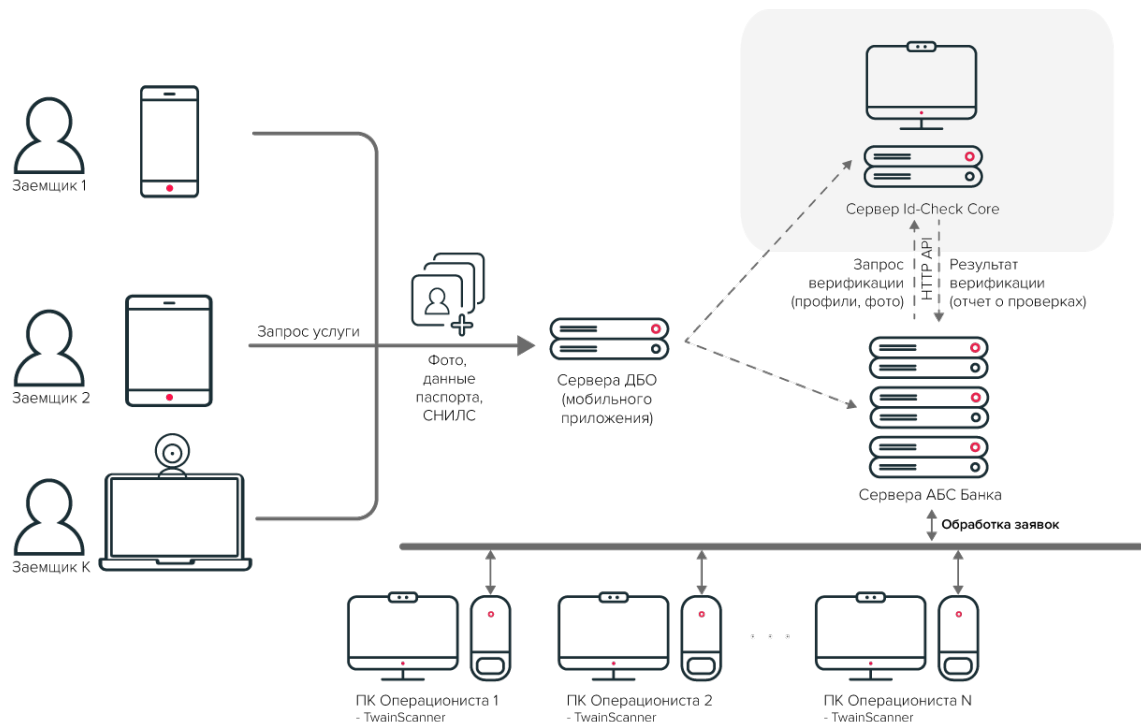 Заемщик 1
Заемщик 2
Заемщик К
Запрос услуги
Фото,
данные
паспорта,
СНИЛС
Сервера ДБО
(мобильного
приложения)
Сервер Id-Check Core
Запрос
верификации
(профили, фото)
HTTP API
Результат
верификации
(отчет о проверках)
Сервера АБС Банка
Обработка заявок
ПК Операциониста 1
- TwainScanner
ПК Операциониста 2
- TwainScanner
. . .
ПК Операциониста N
- TwainScanner